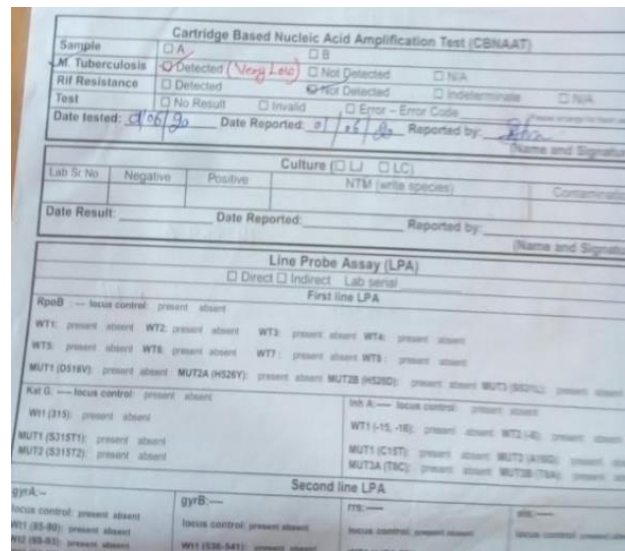 Cartridge Based Nucleic Acid Amplification Test (CBNAAT)
Sample ☐ A ☐ B
M. Tuberculosis ☐ Detected (Very Low) ☐ Not Detected ☐ N/A
Rif Resistance ☐ Detected ☐ Not Detected ☐ Indeterminate ☐ N/A
Test ☐ No Result ☐ Invalid ☐ Error – Error Code
Date tested: 01/06/20 Date Reported: 01/06/20 Reported by:
(Name and Signatu
Culture (☐ LJ ☐ LC)
Lab Sr. No Negative Positive NTM (write species) Contaminatio
Date Result: Date Reported: Reported by:
(Name and Signatu
Line Probe Assay (LPA)
☐ Direct ☐ Indirect Lab serial
First line LPA
RpoB : — locus control: present absent
WT1: present absent WT2: present absent WT3: present absent WT4: present absent
WT5: present absent WT6: present absent WT7: present absent WT8: present absent
MUT1 (D516V): present absent MUT2A (H526Y): present absent MUT2B (H526D): present absent MUT3 (S531L): present absent
Kat G: — locus control: present absent
Wt1 (315): present absent
MUT1 (S315T1): present absent
MUT2 (S315T2): present absent
Inh A: — locus control: present absent
WT1 (-15, -16): present absent WT2 (-8): present absent
MUT1 (C15T): present absent MUT2 (A16G): present absent
MUT3A (T8C): present absent MUT3B (T8A): present absent
Second line LPA
gyrA:—
locus control: present absent
Wt1 (85-90): present absent
Wt2 (89-93): present absent
gyrB:—
locus control: present absent
Wt1 (536-541): present absent
rrs:—
locus control: present absent
eis:—
locus control: present absent